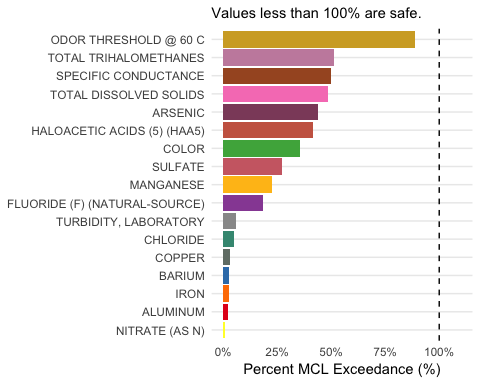 Values less than 100% are safe.
ODOR THRESHOLD @ 60 C
TOTAL TRIHALOMETHANES
SPECIFIC CONDUCTANCE
TOTAL DISSOLVED SOLIDS
ARSENIC
HALOACETIC ACIDS (5) (HAA5)
COLOR
SULFATE
MANGANESE
FLUORIDE (F) (NATURAL-SOURCE)
TURBIDITY, LABORATORY
CHLORIDE
COPPER
BARIUM
IRON
ALUMINUM
NITRATE (AS N)
0% 25% 50% 75% 100%
Percent MCL Exceedance (%)